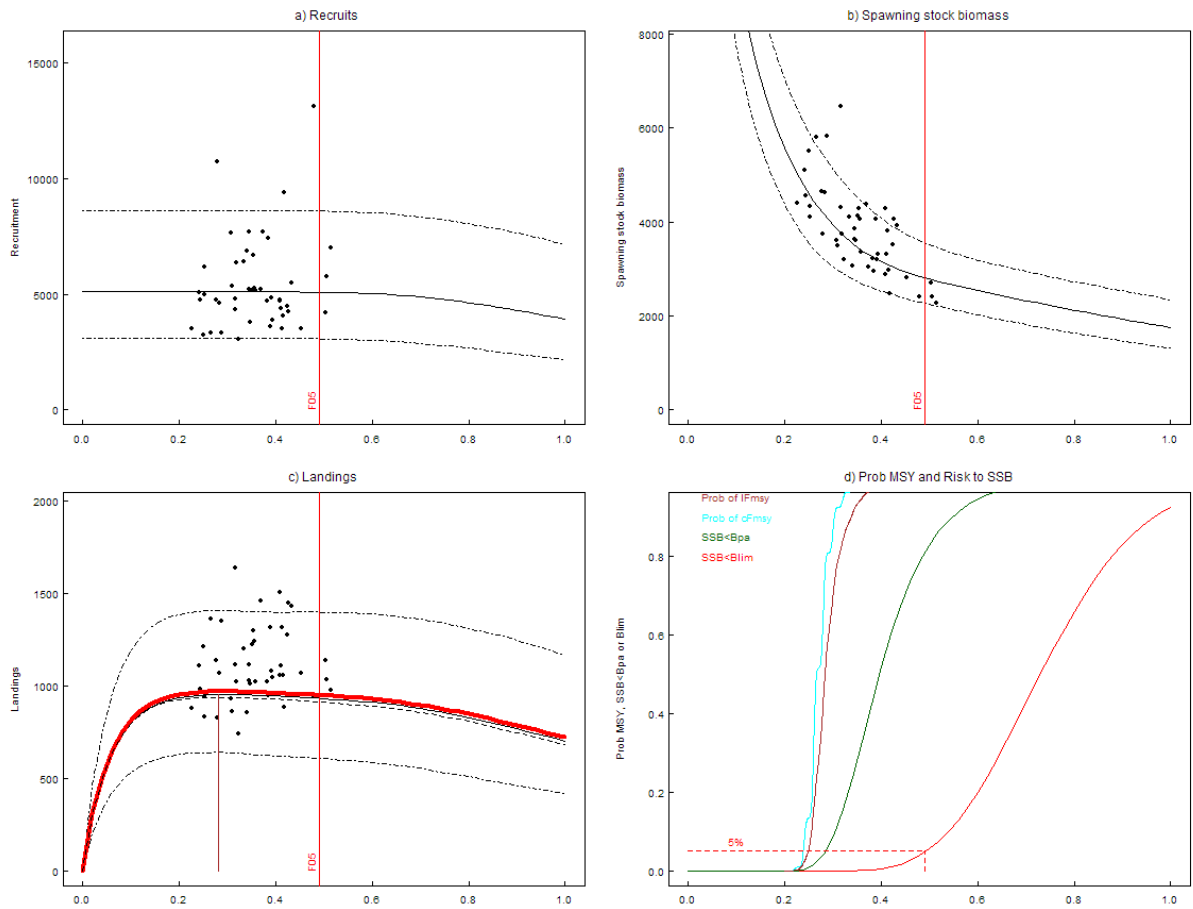 a) Recruits
Recruitment
15000
10000
5000
0
F05
0.0 0.2 0.4 0.6 0.8 1.0
b) Spawning stock biomass
Spawning stock biomass
8000
6000
4000
2000
0
F05
0.0 0.2 0.4 0.6 0.8 1.0
c) Landings
Landings
2000
1500
1000
500
0
F05
0.0 0.2 0.4 0.6 0.8 1.0
d) Prob MSY and Risk to SSB
Prob MSY, SSB<Bpa or Blim
Prob of lFmsy
Prob of cFmsy
SSB<Bpa
SSB<Blim
0.8
0.6
0.4
0.2
0.0
5%
0.0 0.2 0.4 0.6 0.8 1.0